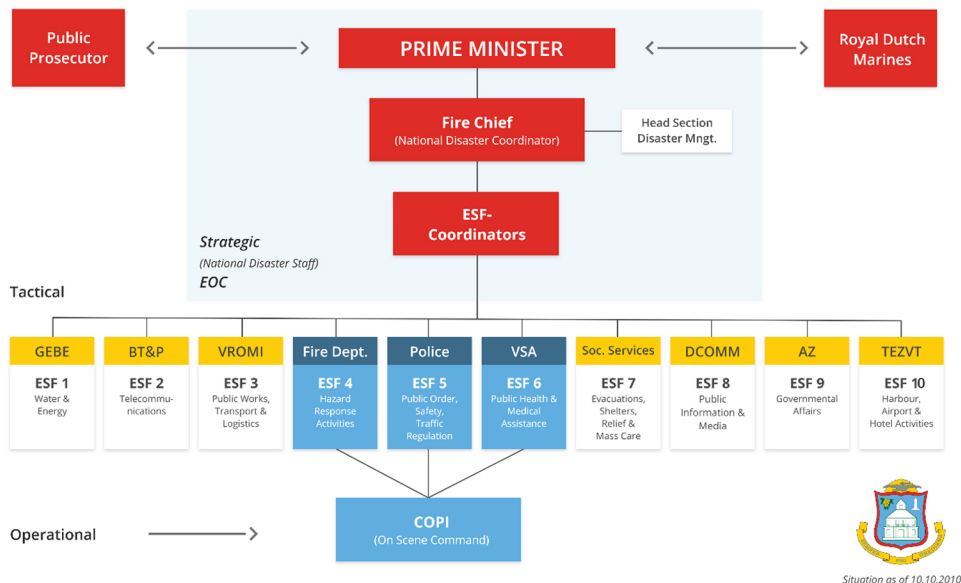 Public
Prosecutor
PRIME MINISTER
Royal Dutch
Marines
Fire Chief
(National Disaster Coordinator)
Head Section
Disaster Mngt.
ESF-
Coordinators
Strategic
(National Disaster Staff)
EOC
Tactical
GEBE
ESF 1
Water &
Energy
BT&P
ESF 2
Telecommu-
nications
VROMI
ESF 3
Public Works,
Transport &
Logistics
Fire Dept.
ESF 4
Hazard
Response
Activities
Police
ESF 5
Public Order,
Safety,
Traffic
Regulation
VSA
ESF 6
Public Health &
Medical
Assistance
Soc. Services
ESF 7
Evacuations,
Shelters,
Relief &
Mass Care
DCOMM
ESF 8
Public
Information &
Media
AZ
ESF 9
Governmental
Affairs
TEZVT
ESF 10
Harbour,
Airport &
Hotel Activities
Operational
COPI
(On Scene Command)
Situation as of 10.10.2010